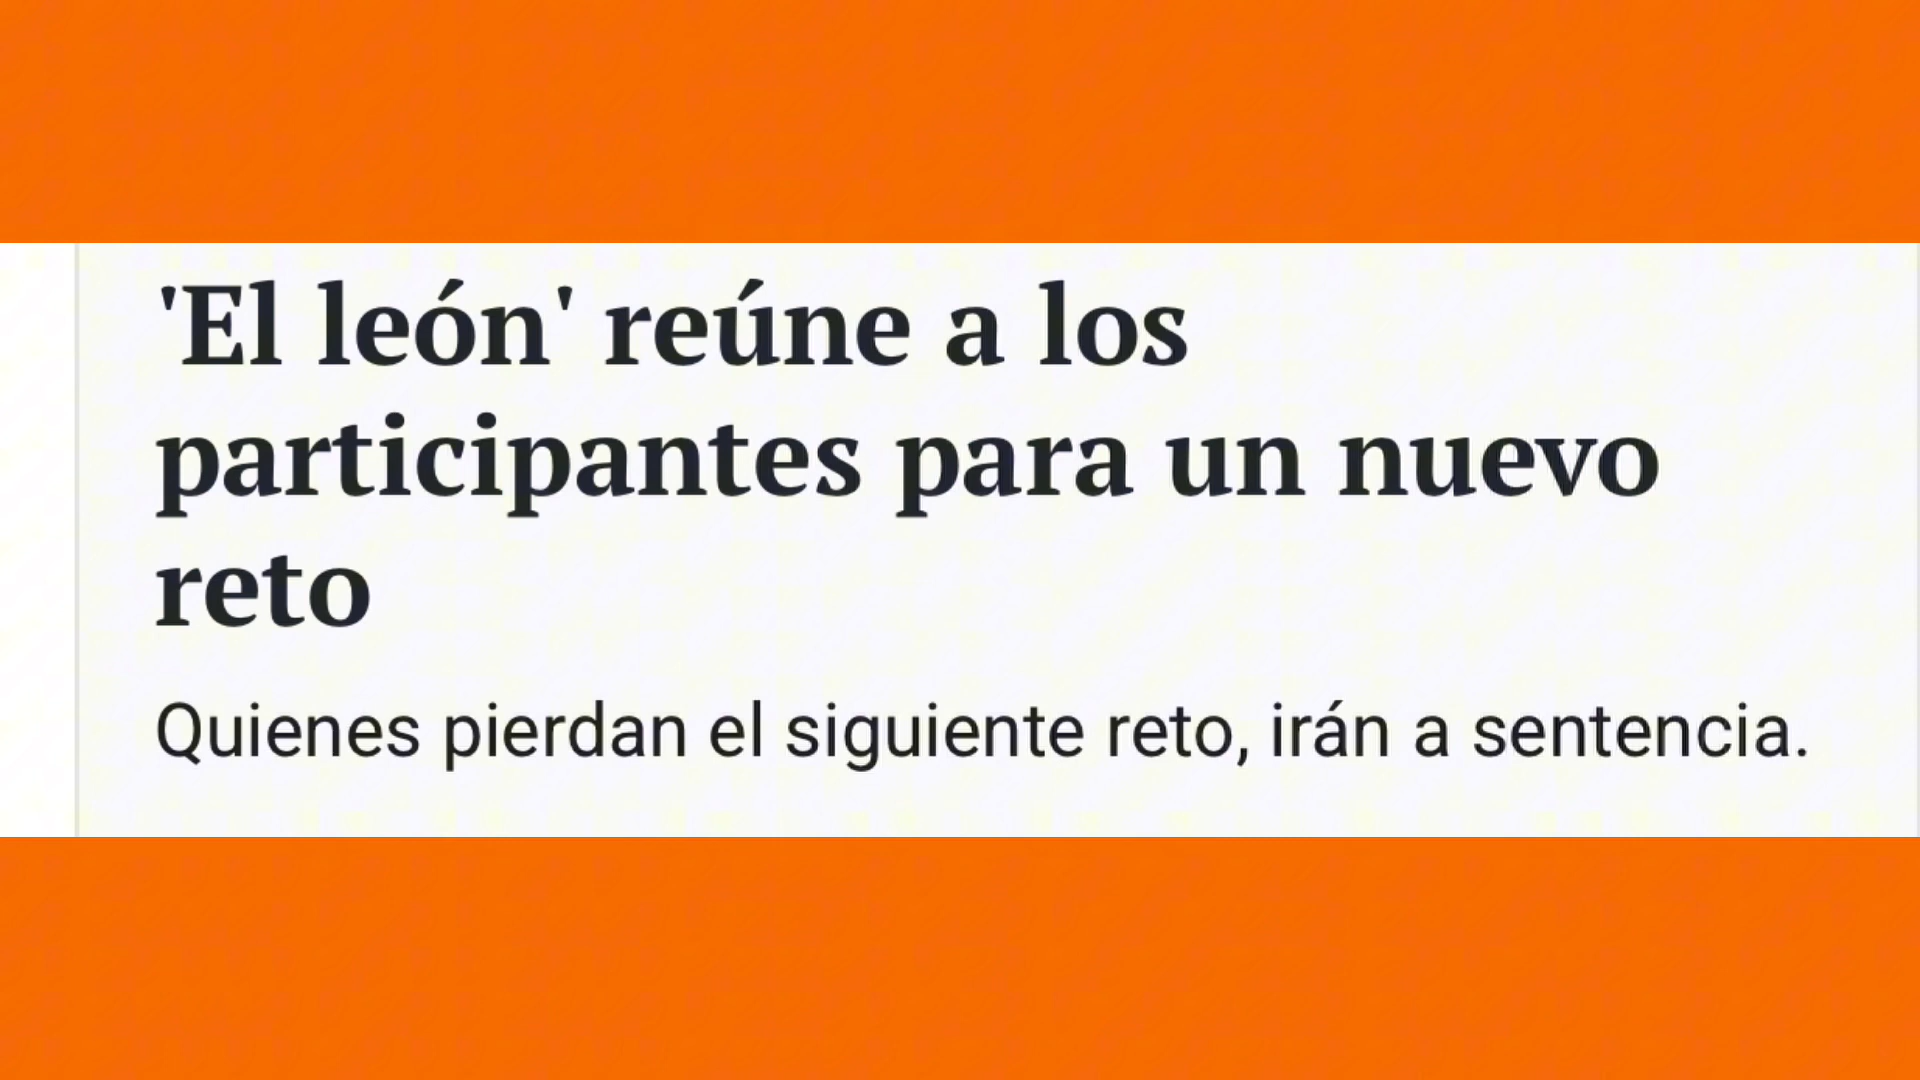 'El león' reúne a los
participantes para un nuevo
reto
Quienes pierdan el siguiente reto, irán a sentencia.